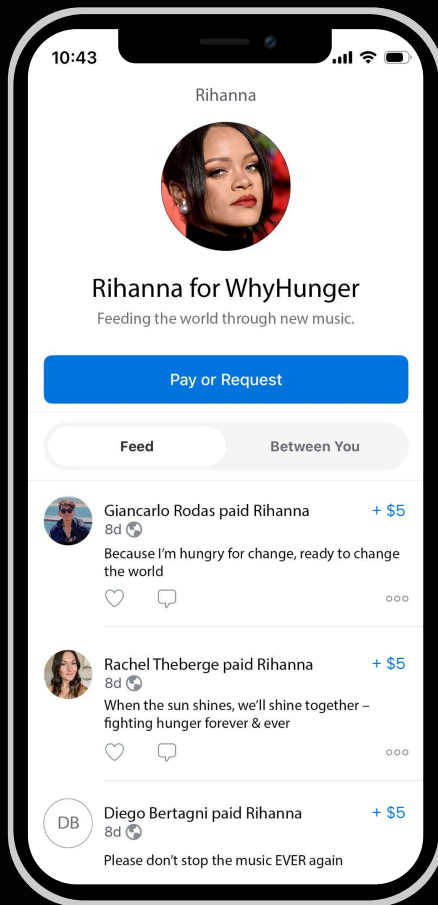 10:43
Rihanna
Rihanna for WhyHunger
Feeding the world through new music.
Pay or Request
Feed
Between You
Giancarlo Rodas paid Rihanna
+ $5
8d
Because I’m hungry for change, ready to change
the world
Rachel Theberge paid Rihanna
+ $5
8d
When the sun shines, we’ll shine together –
fighting hunger forever & ever
DB
Diego Bertagni paid Rihanna
+ $5
8d
Please don’t stop the music EVER again